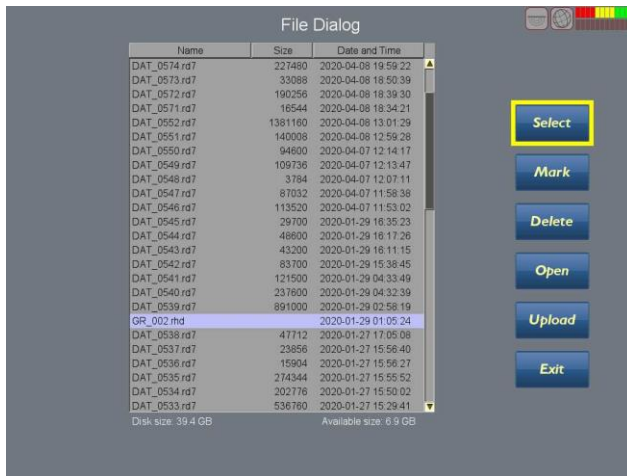 File Dialog
Name Size Date and Time
DAT_0574.rd7 227480 2020-04-08 19:59:22
DAT_0573.rd7 33088 2020-04-08 18:50:39
DAT_0572.rd7 190256 2020-04-08 18:39:30
DAT_0571.rd7 16544 2020-04-08 18:34:21
DAT_0552.rd7 1381160 2020-04-08 13:01:29
DAT_0551.rd7 140008 2020-04-08 12:59:28
DAT_0550.rd7 94600 2020-04-07 12:14:17
DAT_0549.rd7 109736 2020-04-07 12:13:47
DAT_0548.rd7 3784 2020-04-07 12:07:11
DAT_0547.rd7 87032 2020-04-07 11:58:38
DAT_0546.rd7 113520 2020-04-07 11:53:02
DAT_0545.rd7 29700 2020-01-29 16:35:23
DAT_0544.rd7 48600 2020-01-29 16:17:26
DAT_0543.rd7 43200 2020-01-29 16:11:15
DAT_0542.rd7 83700 2020-01-29 15:38:45
DAT_0541.rd7 121500 2020-01-29 04:33:49
DAT_0540.rd7 237600 2020-01-29 04:32:39
DAT_0539.rd7 891000 2020-01-29 02:58:19
GR_002.rhd 2020-01-29 01:05:24
DAT_0538.rd7 47712 2020-01-27 17:05:08
DAT_0537.rd7 23856 2020-01-27 15:56:40
DAT_0536.rd7 15904 2020-01-27 15:56:27
DAT_0535.rd7 274344 2020-01-27 15:55:52
DAT_0534.rd7 202776 2020-01-27 15:50:02
DAT_0533.rd7 536760 2020-01-27 15:29:41
Disk size: 39.4 GB Available size: 6.9 GB
Select
Mark
Delete
Open
Upload
Exit